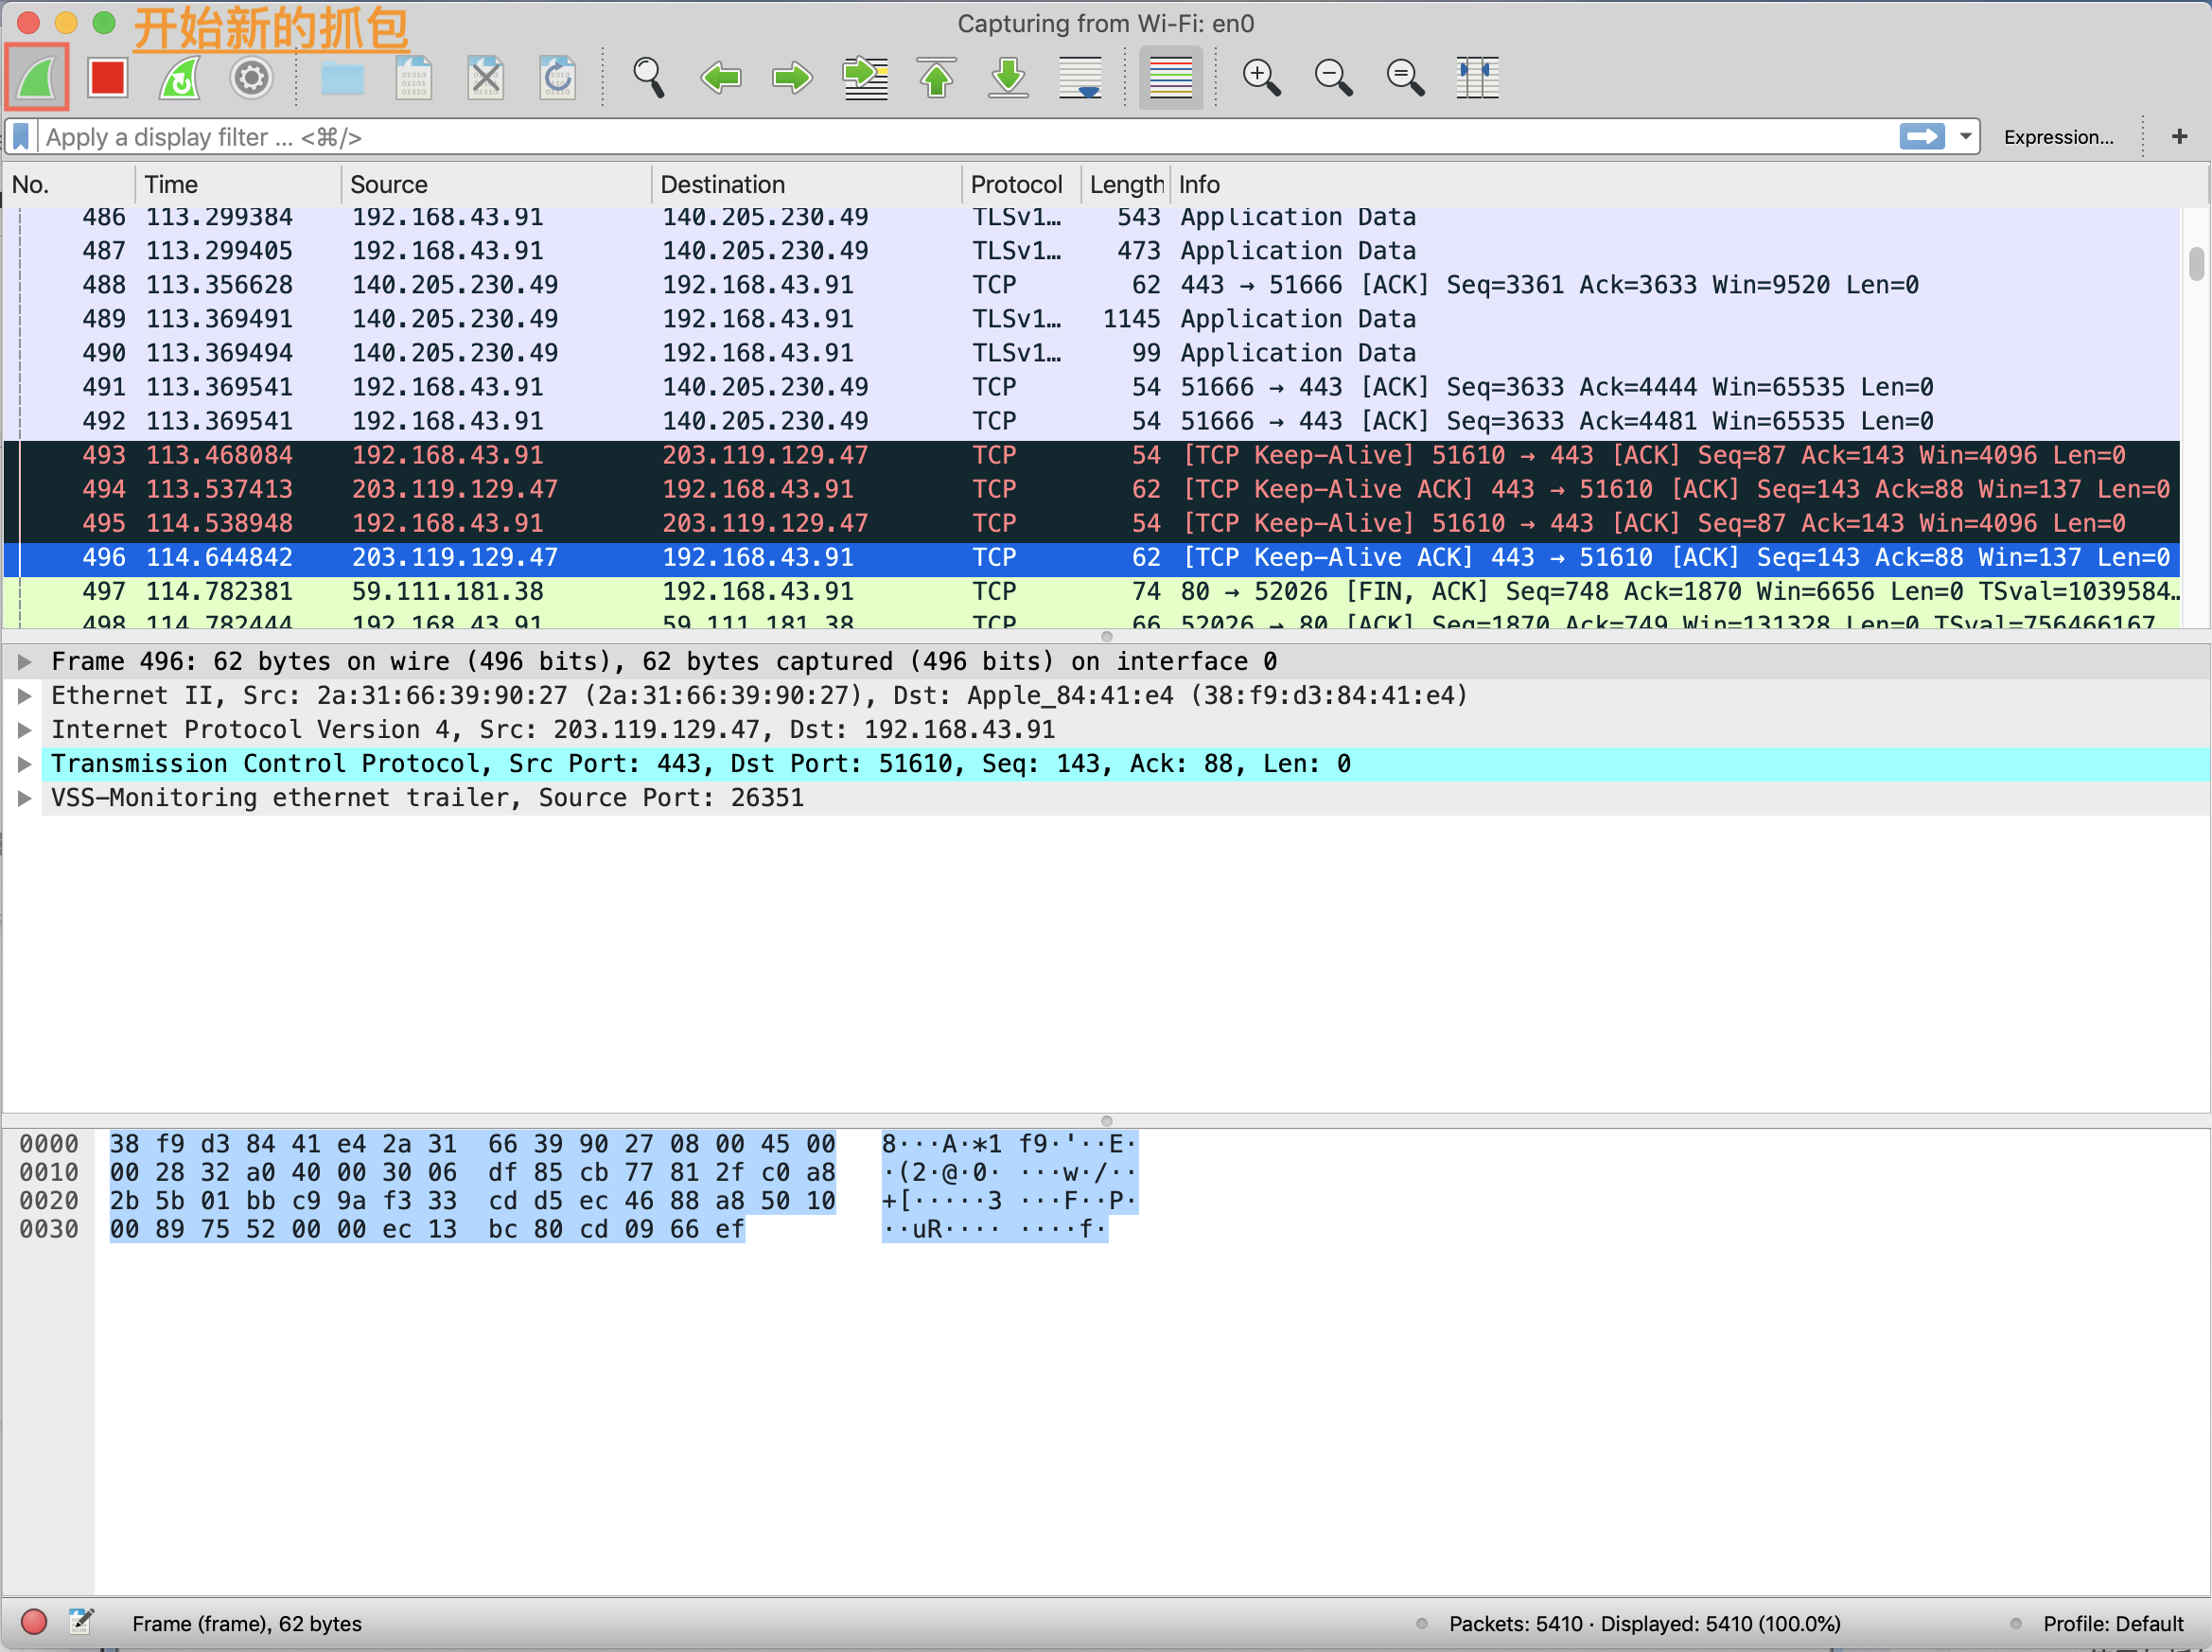 开始新的抓包
Capturing from Wi-Fi: en0
Apply a display filter ... <⌘/>
Expression...
+
No. Time Source Destination Protocol Length Info
486 113.299384 192.168.43.91 140.205.230.49 TLSv1… 543 Application Data
487 113.299405 192.168.43.91 140.205.230.49 TLSv1… 473 Application Data
488 113.356628 140.205.230.49 192.168.43.91 TCP 62 443 → 51666 [ACK] Seq=3361 Ack=3633 Win=9520 Len=0
489 113.369491 140.205.230.49 192.168.43.91 TLSv1… 1145 Application Data
490 113.369494 140.205.230.49 192.168.43.91 TLSv1… 99 Application Data
491 113.369541 192.168.43.91 140.205.230.49 TCP 54 51666 → 443 [ACK] Seq=3633 Ack=4444 Win=65535 Len=0
492 113.369541 192.168.43.91 140.205.230.49 TCP 54 51666 → 443 [ACK] Seq=3633 Ack=4481 Win=65535 Len=0
493 113.468084 192.168.43.91 203.119.129.47 TCP 54 [TCP Keep-Alive] 51610 → 443 [ACK] Seq=87 Ack=143 Win=4096 Len=0
494 113.537413 203.119.129.47 192.168.43.91 TCP 62 [TCP Keep-Alive ACK] 443 → 51610 [ACK] Seq=143 Ack=88 Win=137 Len=0
495 114.538948 192.168.43.91 203.119.129.47 TCP 54 [TCP Keep-Alive] 51610 → 443 [ACK] Seq=87 Ack=143 Win=4096 Len=0
496 114.644842 203.119.129.47 192.168.43.91 TCP 62 [TCP Keep-Alive ACK] 443 → 51610 [ACK] Seq=143 Ack=88 Win=137 Len=0
497 114.782381 59.111.181.38 192.168.43.91 TCP 74 80 → 52026 [FIN, ACK] Seq=748 Ack=1870 Win=6656 Len=0 TSval=1039584…
498 114.782444 192.168.43.91 59.111.181.38 TCP 66 52026 → 80 [ACK] Seq=1870 Ack=749 Win=131328 Len=0 TSval=756466167
Frame 496: 62 bytes on wire (496 bits), 62 bytes captured (496 bits) on interface 0
Ethernet II, Src: 2a:31:66:39:90:27 (2a:31:66:39:90:27), Dst: Apple_84:41:e4 (38:f9:d3:84:41:e4)
Internet Protocol Version 4, Src: 203.119.129.47, Dst: 192.168.43.91
Transmission Control Protocol, Src Port: 443, Dst Port: 51610, Seq: 143, Ack: 88, Len: 0
VSS-Monitoring ethernet trailer, Source Port: 26351
0000 38 f9 d3 84 41 e4 2a 31 66 39 90 27 08 00 45 00 8···A·*1 f9·'··E·
0010 00 28 32 a0 40 00 30 06 df 85 cb 77 81 2f c0 a8 ·(2·@·0· ···w·/··
0020 2b 5b 01 bb c9 9a f3 33 cd d5 ec 46 88 a8 50 10 +[·····3 ···F··P·
0030 00 89 75 52 00 00 ec 13 bc 80 cd 09 66 ef ··uR···· ····f·
Frame (frame), 62 bytes
Packets: 5410 · Displayed: 5410 (100.0%)
Profile: Default